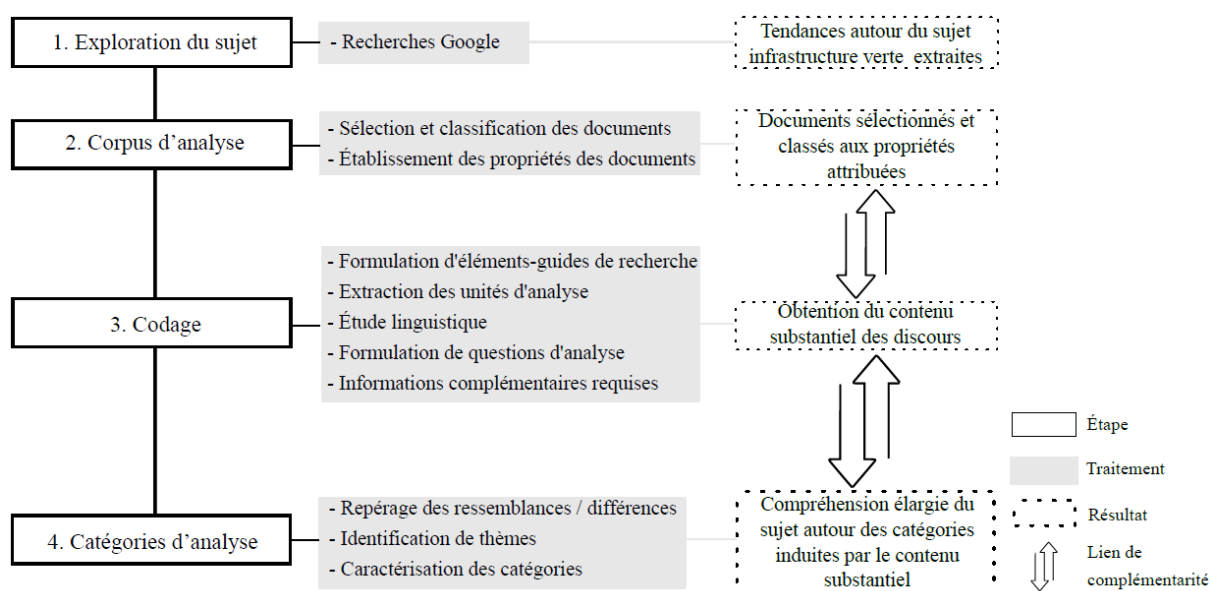 1. Exploration du sujet
- Recherches Google
Tendances autour du sujet
infrastructure verte extraites
2. Corpus d'analyse
- Sélection et classification des documents
- Établissement des propriétés des documents
Documents sélectionnés et
classés aux propriétés
attribuées
3. Codage
- Formulation d'éléments-guides de recherche
- Extraction des unités d'analyse
- Étude linguistique
- Formulation de questions d'analyse
- Informations complémentaires requises
Obtention du contenu
substantiel des discours
4. Catégories d'analyse
- Repérage des ressemblances / différences
- Identification de thèmes
- Caractérisation des catégories
Compréhension élargie du
sujet autour des catégories
induites par le contenu
substantiel
Étape
Traitement
Résultat
Lien de
complémentarité